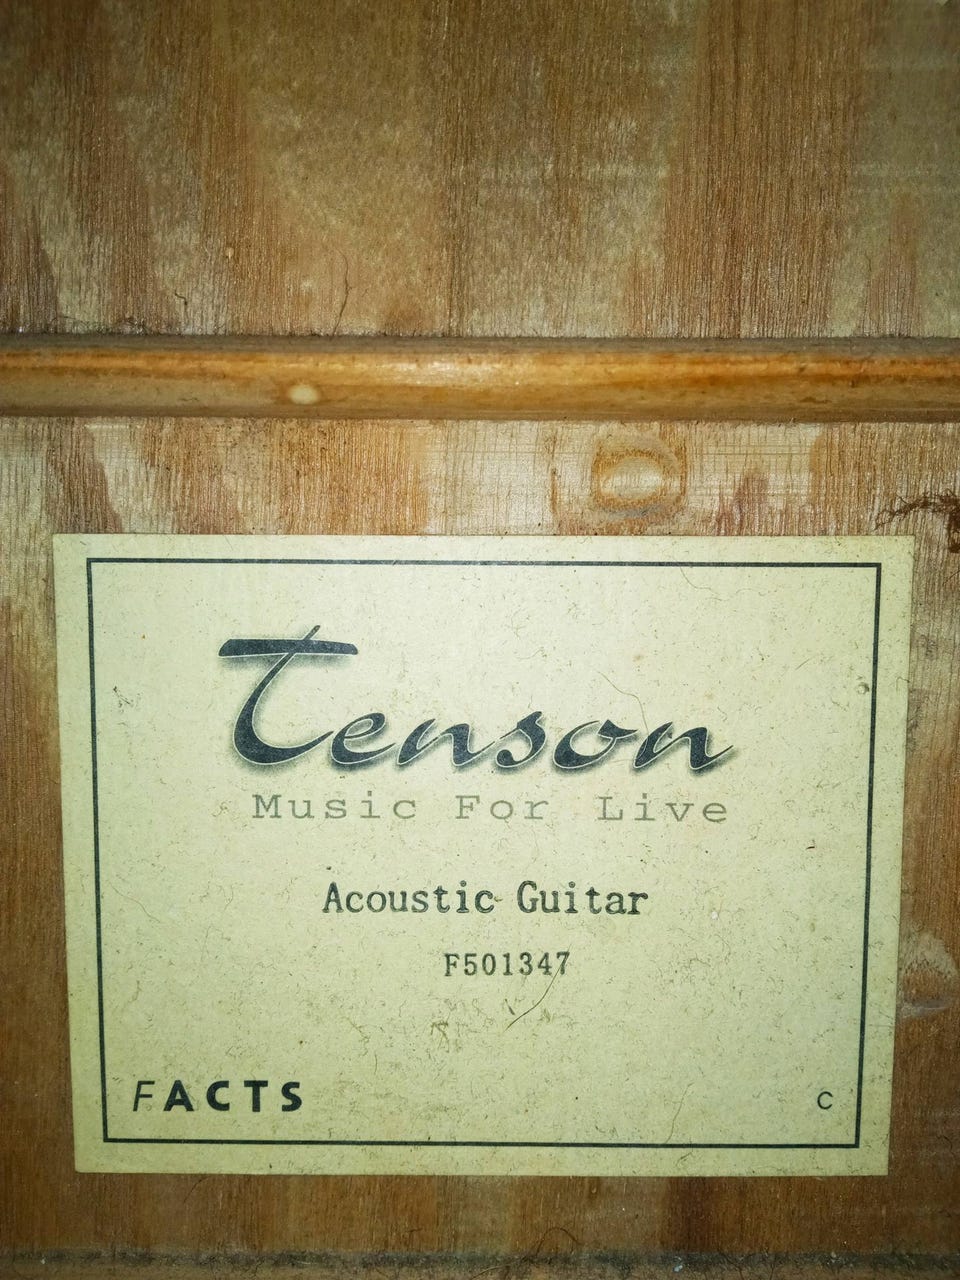 Tenson
Music For Live
Acoustic Guitar
F501347
FACTS
C